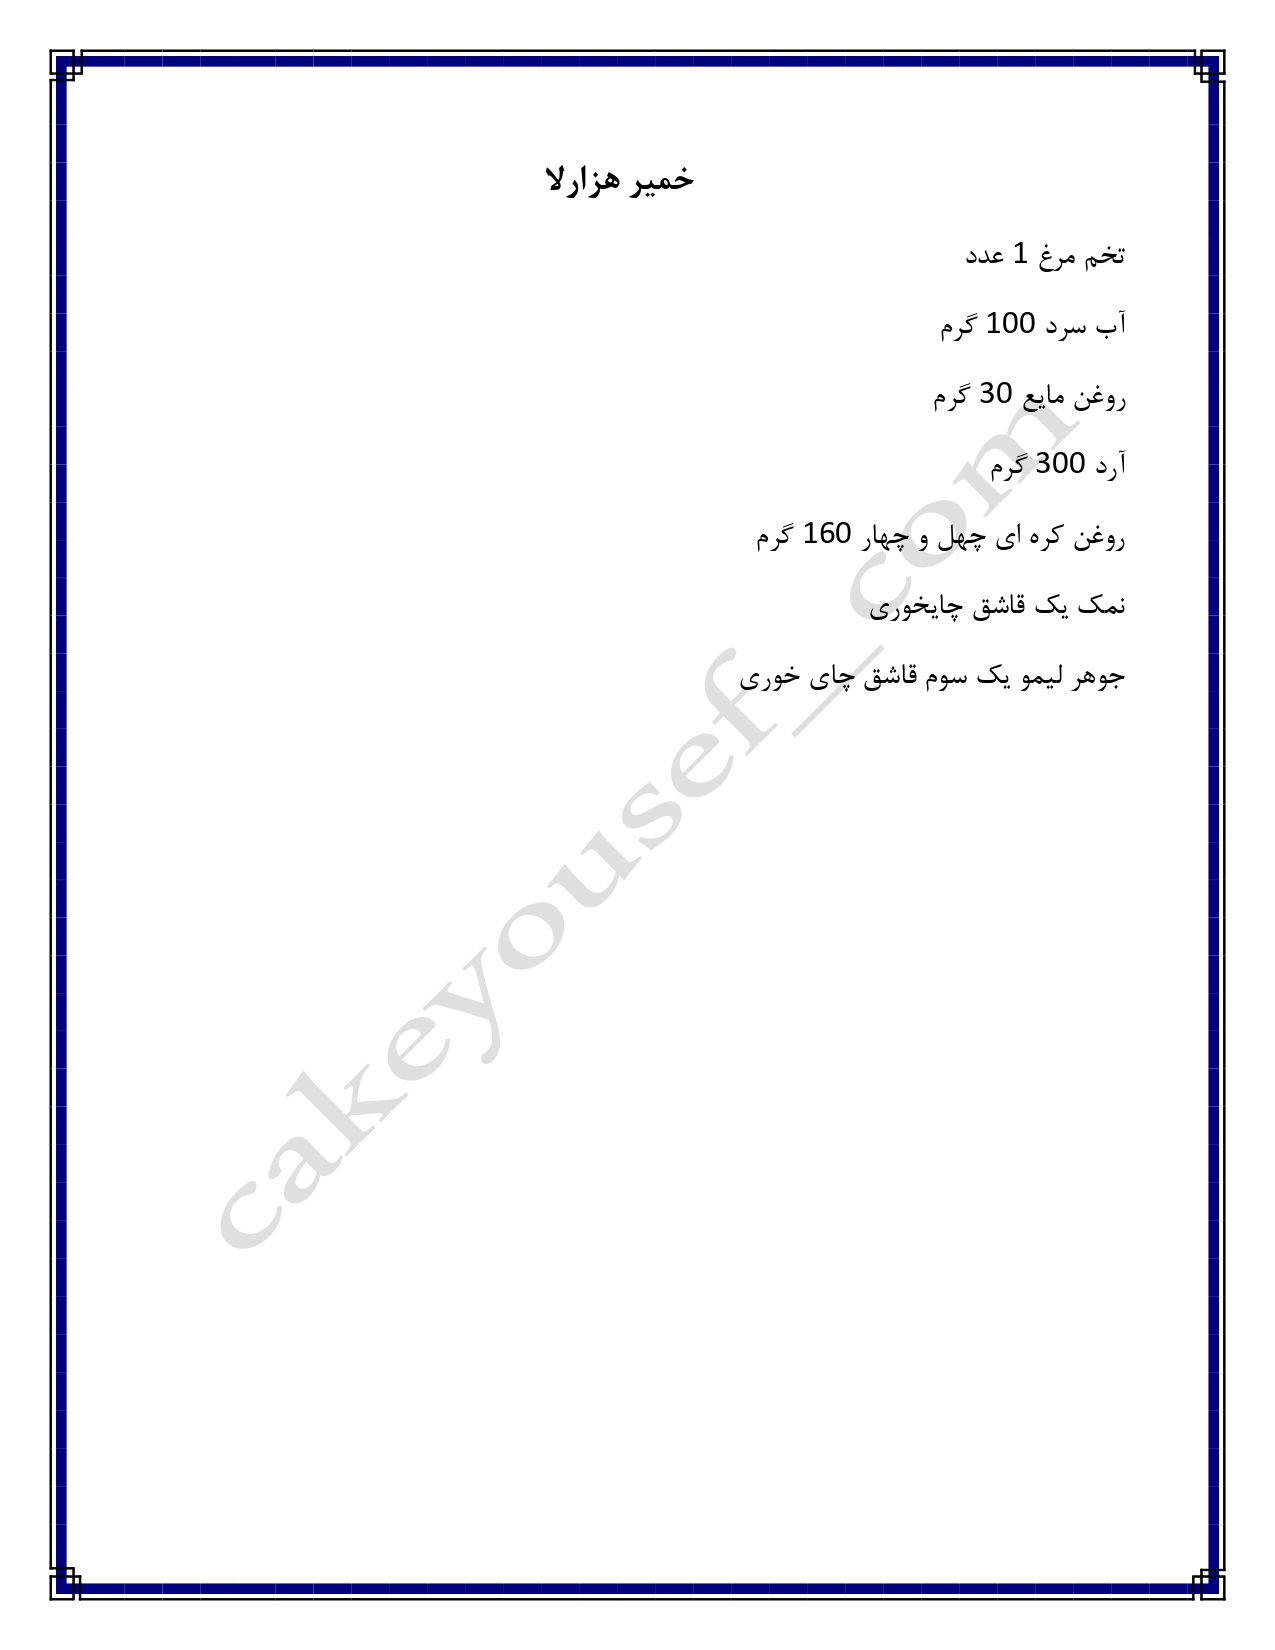 خمیر هزارلا
تخم مرغ 1 عدد
آب سرد 100 گرم
روغن مایع 30 گرم
آرد 300 گرم
روغن کره ای چهل و چهار 160 گرم
نمک یک قاشق چایخوری
جوهر لیمو یک سوم قاشق چای خوری
cakeyousef__com